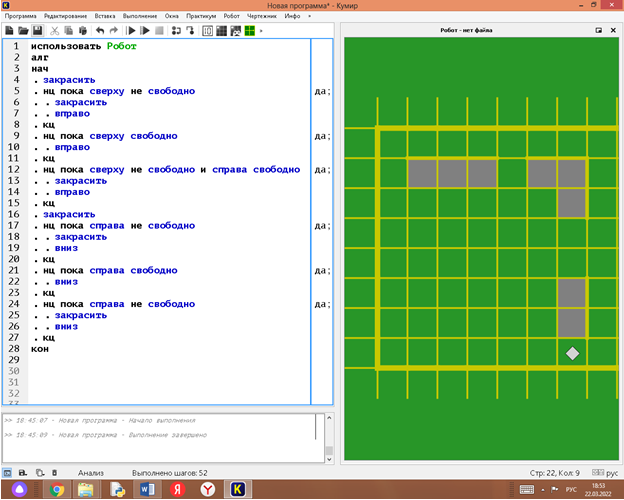 Новая программа* - Кумир
Программа Редактирование Вставка Выполнение Окна Практикум Робот Чертежник Инфо »
Робот - нет файла
1 использовать Робот
2 алг
3 нач
4 . закрасить
5 . нц пока сверху не свободно да;
6 . . закрасить
7 . . вправо
8 . кц
9 . нц пока сверху свободно да;
10 . . вправо
11 . кц
12 . нц пока сверху не свободно и справа свободно да;
13 . . закрасить
14 . . вправо
15 . кц
16 . закрасить
17 . нц пока справа не свободно да;
18 . . закрасить
19 . . вниз
20 . кц
21 . нц пока справа свободно да;
22 . . вниз
23 . кц
24 . нц пока справа не свободно да;
25 . . закрасить
26 . . вниз
27 . кц
28 кон
29
30
31
32
>> 18:45:07 - Новая программа - Начало выполнения
>> 18:45:09 - Новая программа - Выполнение завершено
Анализ Выполнено шагов: 52 Стр: 22, Кол: 9 рус
РУС 18:53
22.03.2022